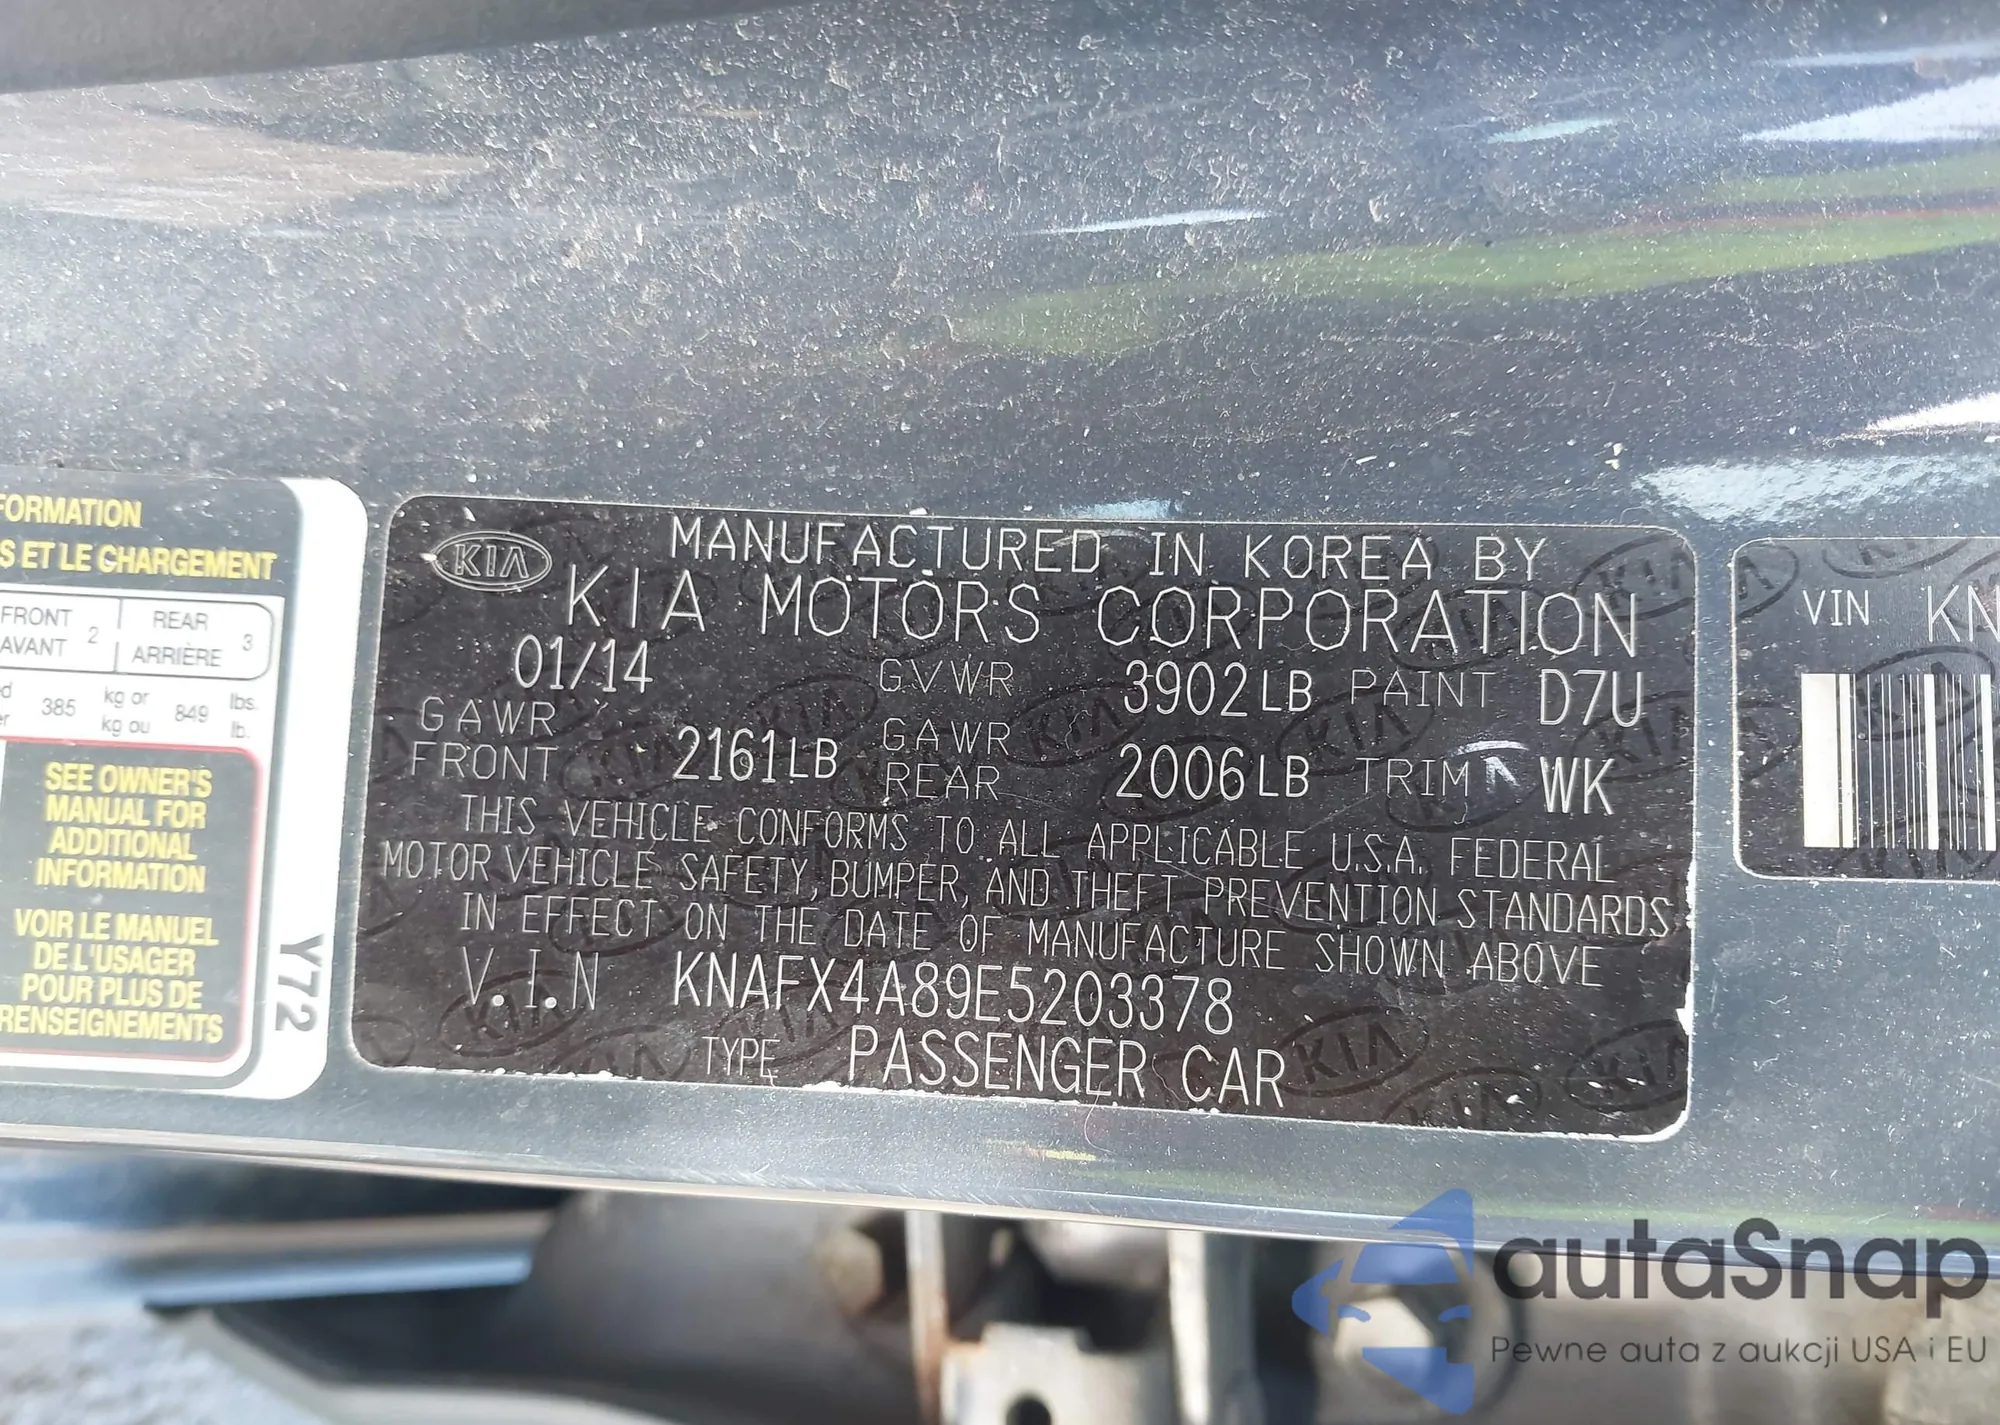 FORMATION
S ET LE CHARGEMENT
FRONT
AVANT 2
REAR
ARRIÈRE 3
385 kg or
kg ou 849 lbs.
lb.
SEE OWNER'S
MANUAL FOR
ADDITIONAL
INFORMATION
VOIR LE MANUEL
DE L'USAGER
POUR PLUS DE
RENSEIGNEMENTS
Y72
KIA
MANUFACTURED IN KOREA BY
KIA MOTORS CORPORATION
01/14 GVWR 3902LB PAINT D7U
GAWR
FRONT 2161LB GAWR
REAR 2006LB TRIM WK
THIS VEHICLE CONFORMS TO ALL APPLICABLE U.S.A. FEDERAL
MOTOR VEHICLE SAFETY, BUMPER, AND THEFT PREVENTION STANDARDS
IN EFFECT ON THE DATE OF MANUFACTURE SHOWN ABOVE
V.I.N KNAFX4A89E5203378
TYPE PASSENGER CAR
VIN KN
autaSnap
Pewne auta z aukcji USA i EU